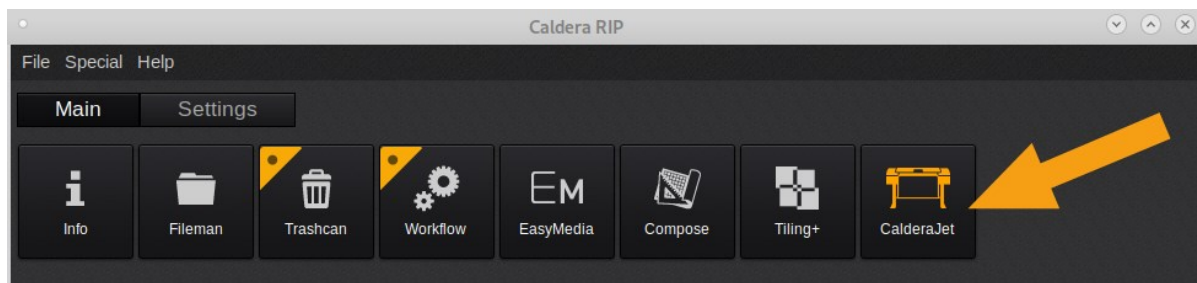 Caldera RIP
File Special Help
Main Settings
Info Fileman Trashcan Workflow EasyMedia Compose Tiling+ CalderaJet